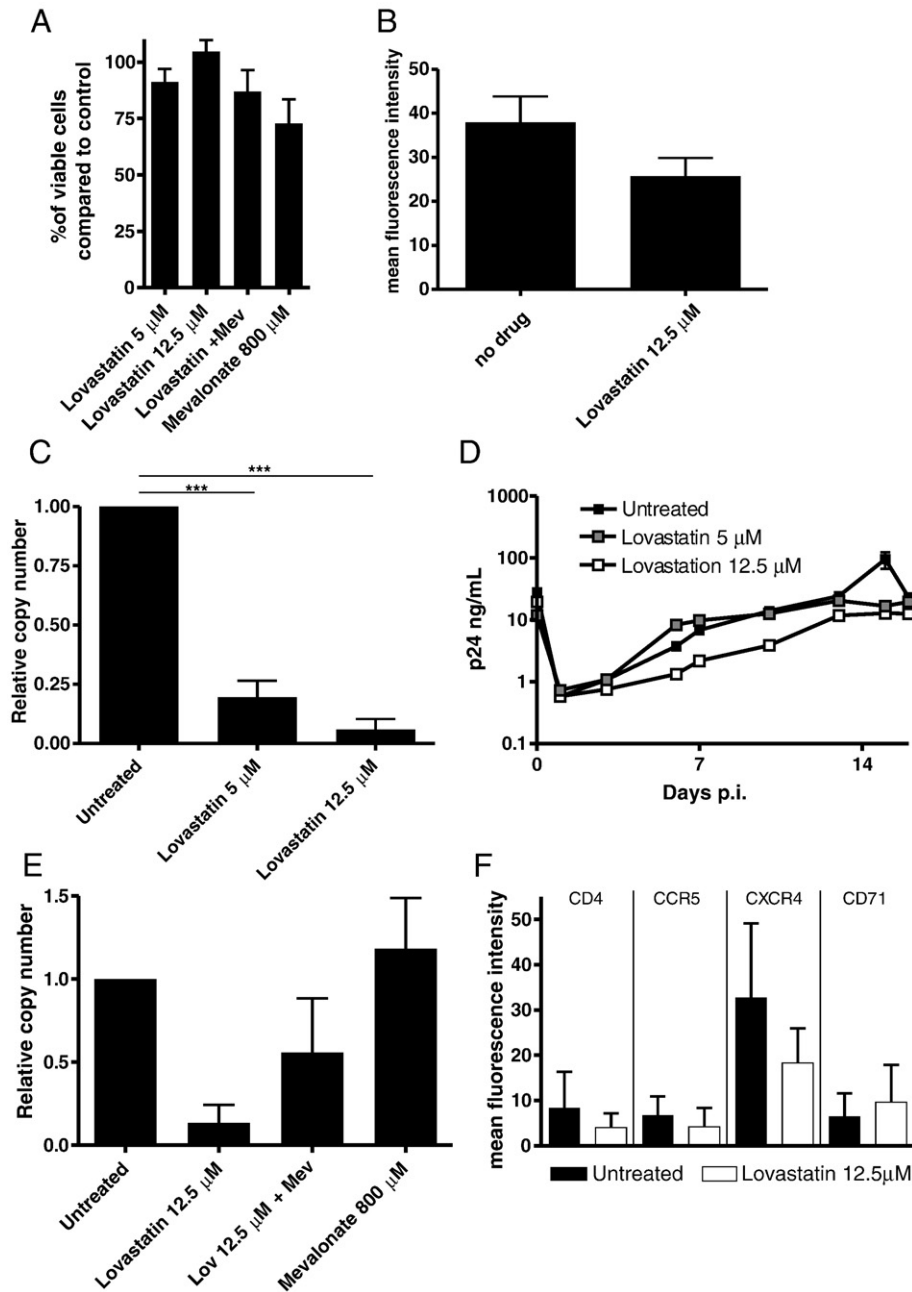 A
%of viable cells
compared to control
100
75
50
25
0
Lovastatin 5 μM
Lovastatin 12.5 μM
Lovastatin +Mev
Mevalonate 800 μM
B
mean fluorescence intensity
50
40
30
20
10
0
no drug
Lovastatin 12.5 μM
C
Relative copy number
1.00
0.75
0.50
0.25
0.00
***
***
Untreated
Lovastatin 5 μM
Lovastatin 12.5 μM
D
p24 ng/mL
1000
100
10
1
0.1
Untreated
Lovastatin 5 μM
Lovastation 12.5 μM
0
7
14
Days p.i.
E
Relative copy number
1.5
1.0
0.5
0.0
Untreated
Lovastatin 12.5 μM
Lov 12.5 μM + Mev
Mevalonate 800 μM
F
mean fluorescence intensity
50
40
30
20
10
0
CD4
CCR5
CXCR4
CD71
Untreated
Lovastatin 12.5μM